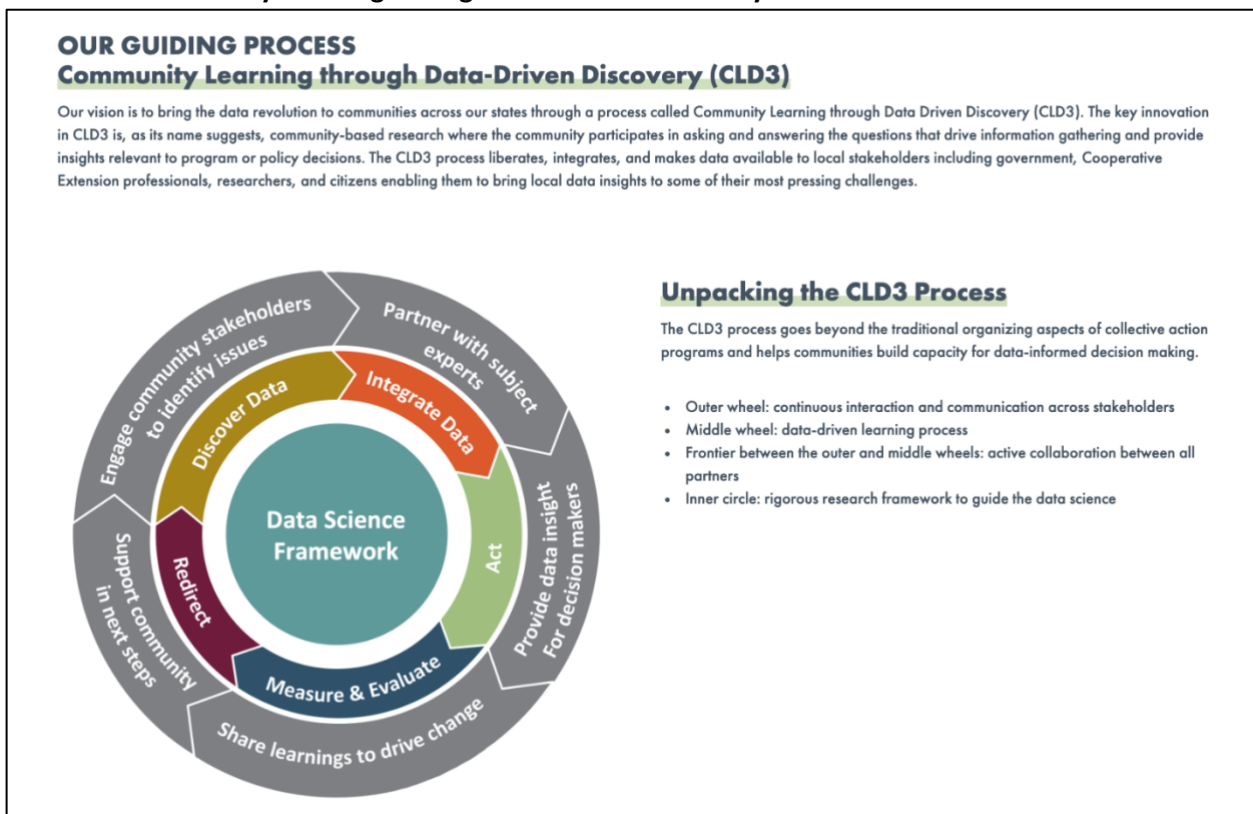 OUR GUIDING PROCESS
Community Learning through Data-Driven Discovery (CLD3)
Our vision is to bring the data revolution to communities across our states through a process called Community Learning through Data Driven Discovery (CLD3). The key innovation
in CLD3 is, as its name suggests, community-based research where the community participates in asking and answering the questions that drive information gathering and provide
insights relevant to program or policy decisions. The CLD3 process liberates, integrates, and makes data available to local stakeholders including government, Cooperative
Extension professionals, researchers, and citizens enabling them to bring local data insights to some of their most pressing challenges.
Engage community stakeholders
to identify issues
Partner with subject
experts
Provide data insight
For decision makers
Share learnings to drive change
Support community
in next steps
Discover Data
Integrate Data
Act
Measure & Evaluate
Redirect
Data Science
Framework
Unpacking the CLD3 Process
The CLD3 process goes beyond the traditional organizing aspects of collective action
programs and helps communities build capacity for data-informed decision making.
• Outer wheel: continuous interaction and communication across stakeholders
• Middle wheel: data-driven learning process
• Frontier between the outer and middle wheels: active collaboration between all
partners
• Inner circle: rigorous research framework to guide the data science